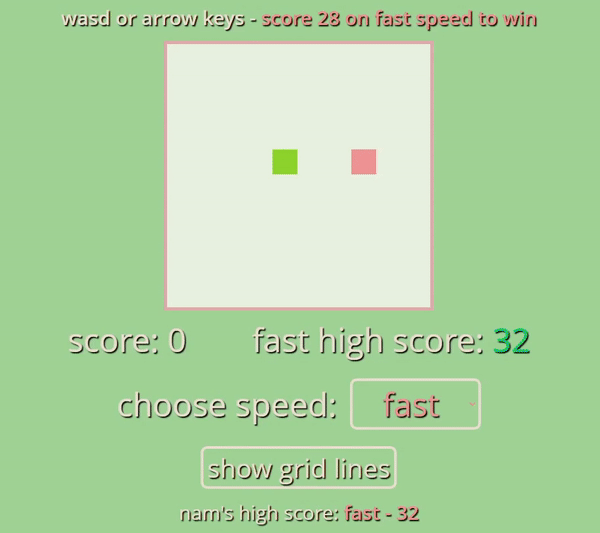 wasd or arrow keys - score 28 on fast speed to win
score: 0 fast high score: 32
choose speed: fast
show grid lines
nam's high score: fast - 32